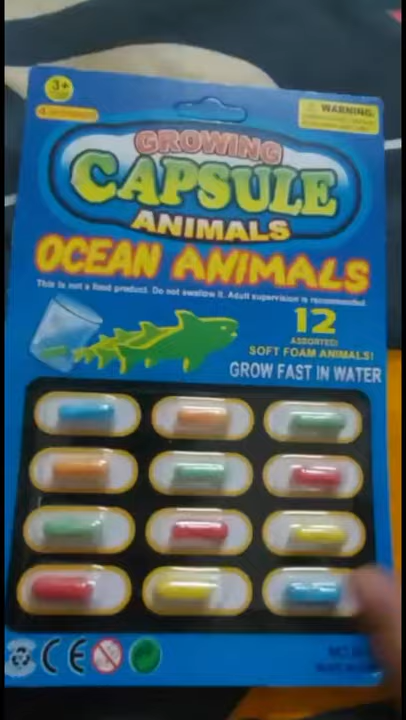 3+
WARNING:
GROWING
CAPSULE
ANIMALS
OCEAN ANIMALS
This is not a food product. Do not swallow it. Adult supervision is recommended.
12
ASSORTED
SOFT FOAM ANIMALS!
GROW FAST IN WATER
CE